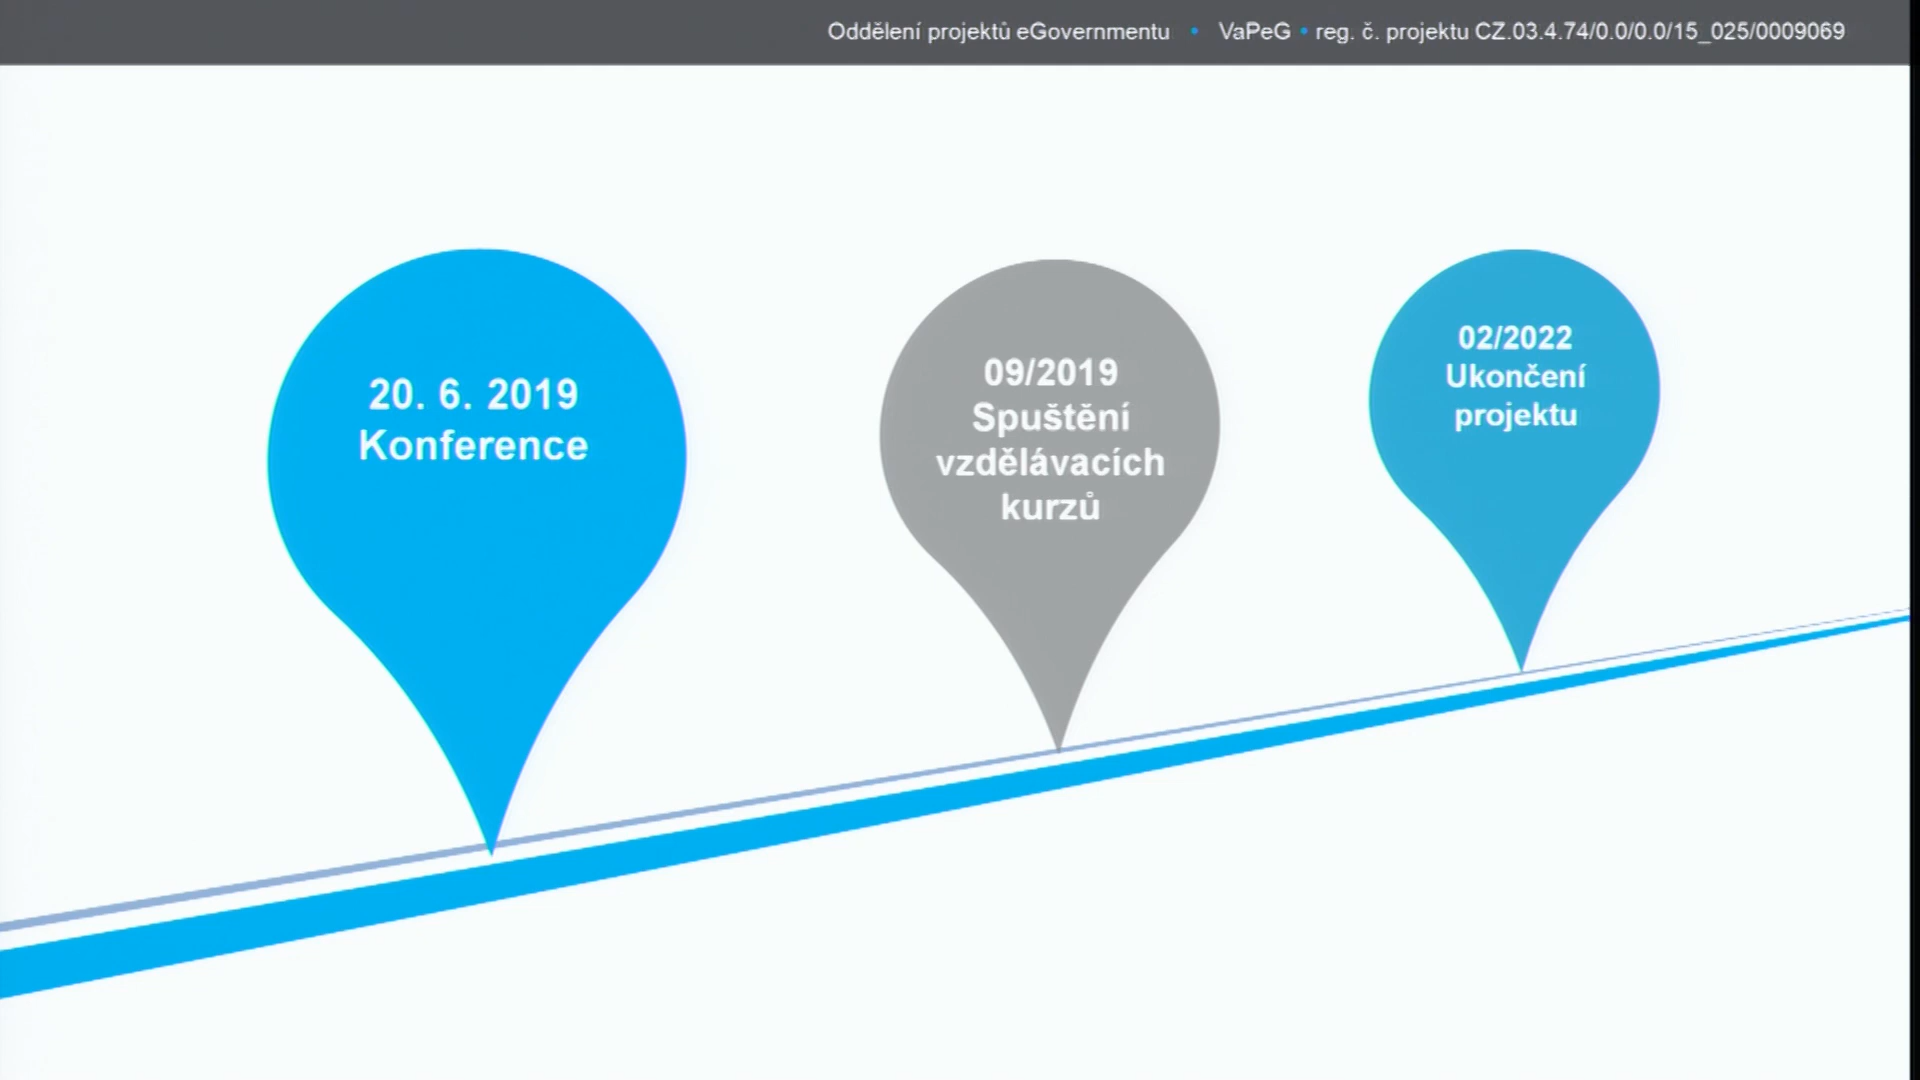 Oddělení projektů eGovernmentu • VaPeG • reg. č. projektu CZ.03.4.74/0.0/0.0/15_025/0009069
20. 6. 2019
Konference
09/2019
Spuštění
vzdělávacích
kurzů
02/2022
Ukončení
projektu